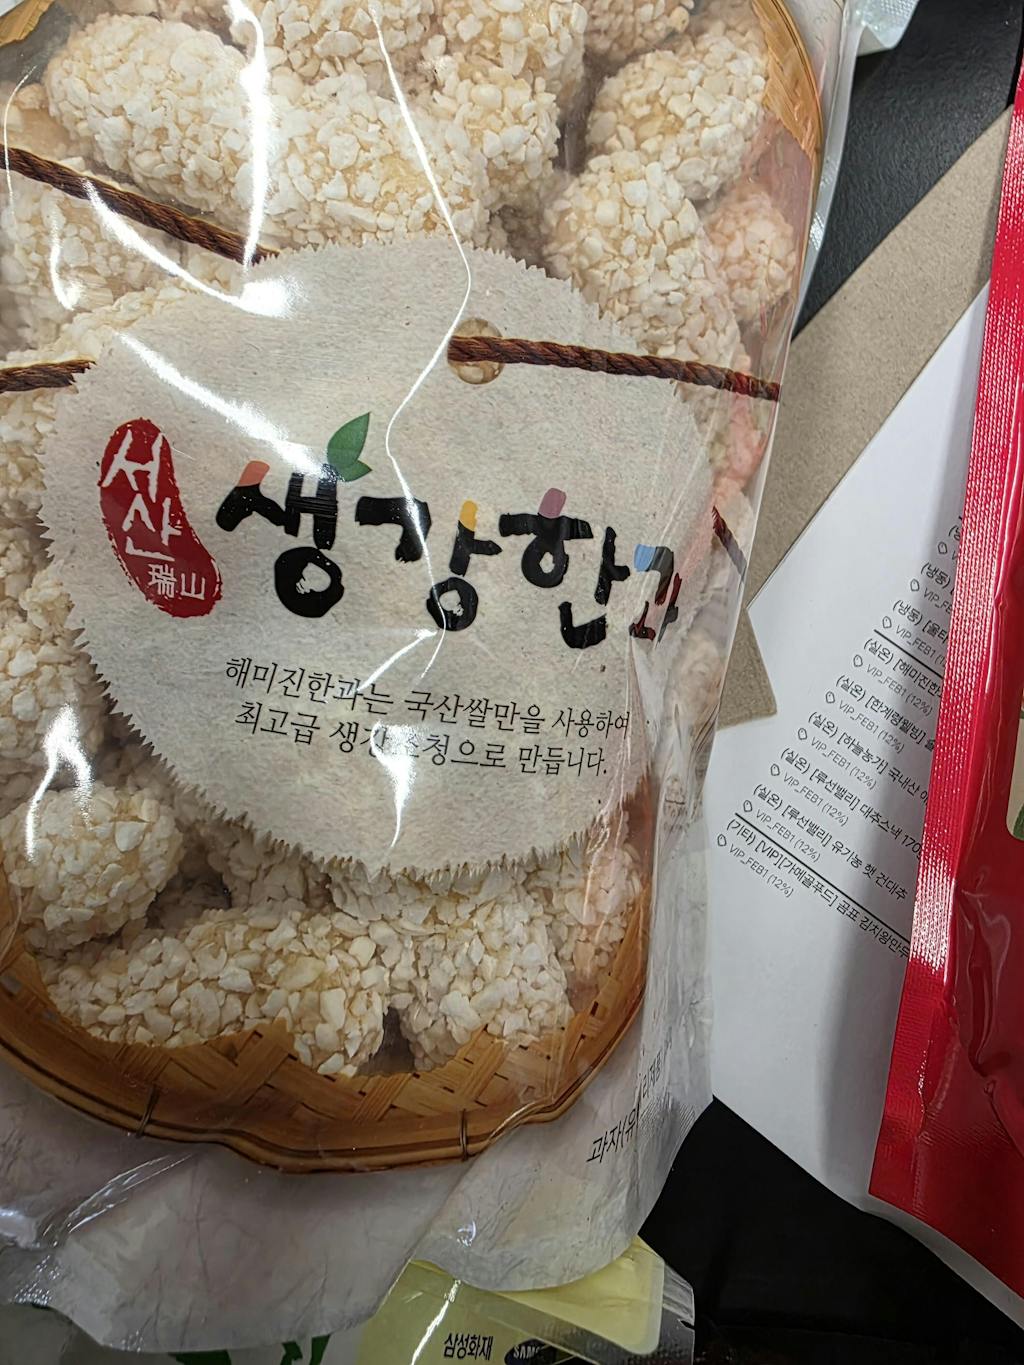 서산
瑞山
생강한과
해미진한과는 국산쌀만을 사용하여
최고급 생강조청으로 만듭니다.
과자(유
(냉동)
VIP_FE
(냉동) [울타
VIP_FEB1 (1
(실온) [해미진한
VIP_FEB1 (12%)
(실온) [한계령웰빙]
VIP_FEB1 (12%)
(실온) [하늘농가] 국내산
VIP_FEB1 (12%)
(실온) [루선밸리] 대추스낵 170
VIP_FEB1 (12%)
(실온) [루선밸리] 유기농 햇 건대추
VIP_FEB1 (12%)
(기타) [VIP][가메골푸드] 곰표 김치왕만두
VIP_FEB1 (12%)
삼성화재